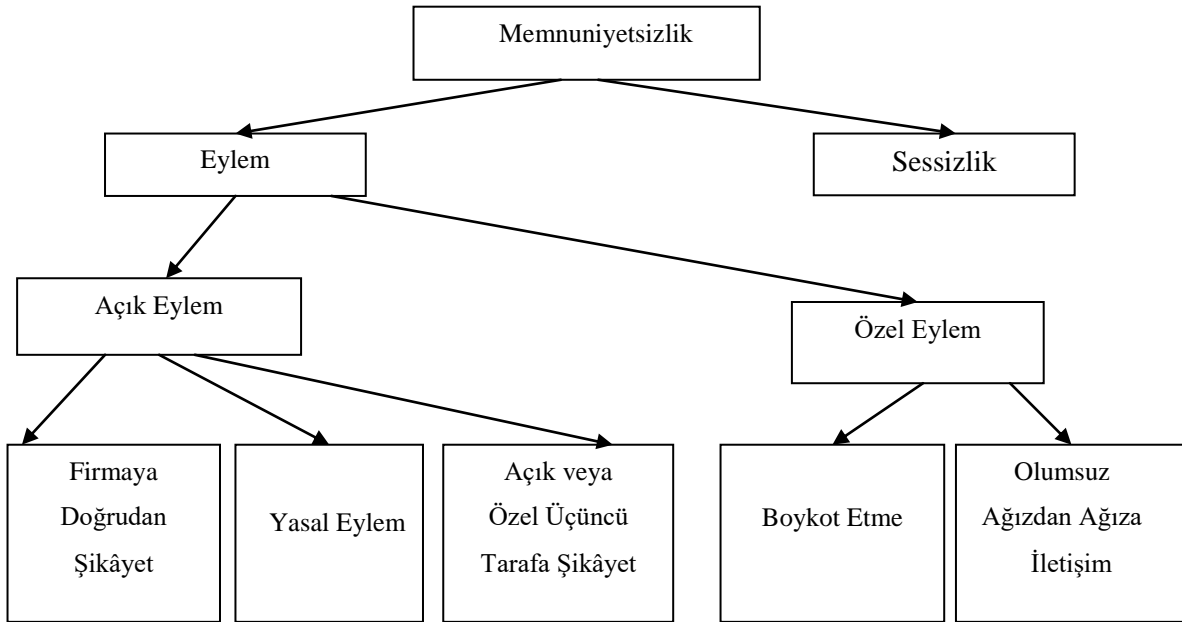 Memnuniyetsizlik
Eylem
Sessizlik
Açık Eylem
Özel Eylem
Firmaya
Doğrudan
Şikâyet
Yasal Eylem
Açık veya
Özel Üçüncü
Tarafa Şikâyet
Boykot Etme
Olumsuz
Ağızdan Ağıza
İletişim